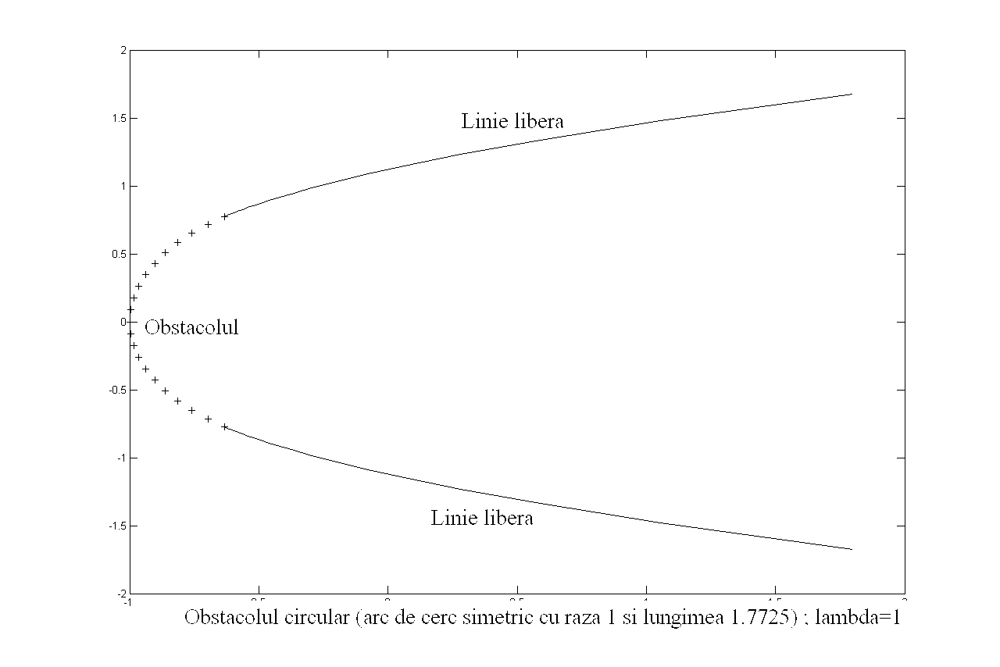 2
1.5
Linie libera
1
0.5
0
Obstacolul
-0.5
-1
Linie libera
-1.5
-2
-1
Obstacolul circular (arc de cerc simetric cu raza 1 si lungimea 1.7725) ; lambda=1